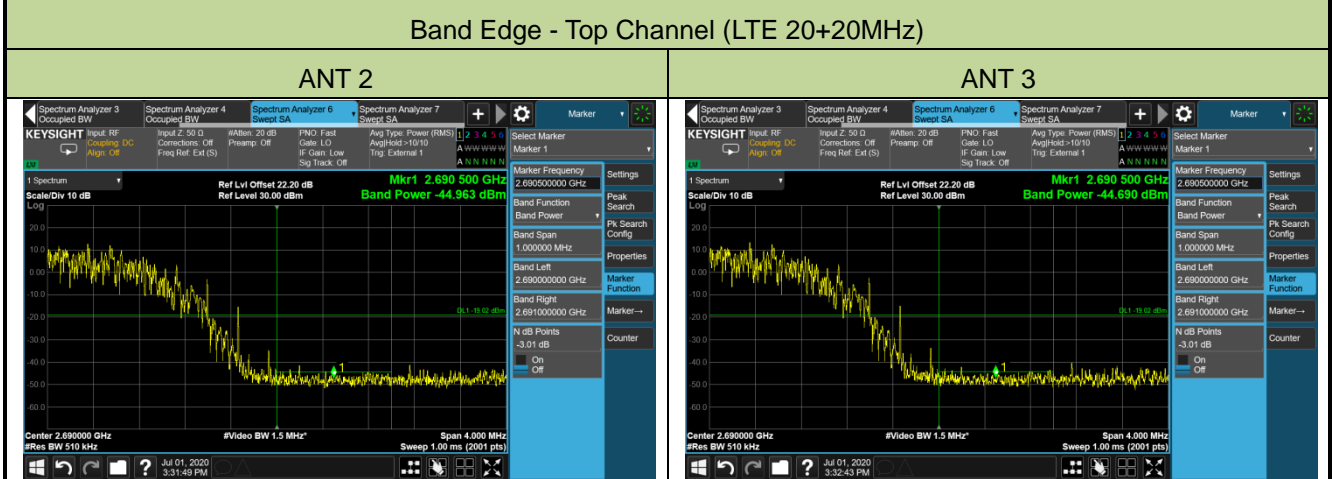 Band Edge - Top Channel (LTE 20+20MHz)
ANT 2
ANT 3
Spectrum Analyzer 3
Occupied BW
Spectrum Analyzer 4
Occupied BW
Spectrum Analyzer 6
Swept SA
Spectrum Analyzer 7
Swept SA
Marker
KEYSIGHT
Input: RF
Coupling: DC
Align: Off
Input Z: 50 Ω
Corrections: Off
Freq Ref: Ext (S)
#Atten: 20 dB
Preamp: Off
PNO: Fast
Gate: LO
IF Gain: Low
Sig Track: Off
Avg Type: Power (RMS)
Avg|Hold:>10/10
Trig: External 1
1 2 3 4 5 6
A W W W W W
A N N N N N
LXI
1 Spectrum
Scale/Div 10 dB
Log
Ref Lvl Offset 22.20 dB
Ref Level 30.00 dBm
Mkr1 2.690 500 GHz
Band Power -44.963 dBm
20.0
10.0
0.00
-10.0
-20.0
-30.0
-40.0
-50.0
-60.0
DL1 -19.02 dBm
1
Center 2.690000 GHz
#Res BW 510 kHz
#Video BW 1.5 MHz*
Span 4.000 MHz
Sweep 1.00 ms (2001 pts)
Select Marker
Marker 1
Marker Frequency
2.690500000 GHz
Band Function
Band Power
Band Span
1.000000 MHz
Band Left
2.690000000 GHz
Band Right
2.691000000 GHz
N dB Points
-3.01 dB
On
Off
Settings
Peak
Search
Pk Search
Config
Properties
Marker
Function
Marker→
Counter
?
Jul 01, 2020
3:31:49 PM
Spectrum Analyzer 3
Occupied BW
Spectrum Analyzer 4
Occupied BW
Spectrum Analyzer 6
Swept SA
Spectrum Analyzer 7
Swept SA
Marker
KEYSIGHT
Input: RF
Coupling: DC
Align: Off
Input Z: 50 Ω
Corrections: Off
Freq Ref: Ext (S)
#Atten: 20 dB
Preamp: Off
PNO: Fast
Gate: LO
IF Gain: Low
Sig Track: Off
Avg Type: Power (RMS)
Avg|Hold:>10/10
Trig: External 1
1 2 3 4 5 6
A W W W W W
A N N N N N
LXI
1 Spectrum
Scale/Div 10 dB
Log
Ref Lvl Offset 22.20 dB
Ref Level 30.00 dBm
Mkr1 2.690 500 GHz
Band Power -44.690 dBm
20.0
10.0
0.00
-10.0
-20.0
-30.0
-40.0
-50.0
-60.0
DL1 -19.02 dBm
1
Center 2.690000 GHz
#Res BW 510 kHz
#Video BW 1.5 MHz*
Span 4.000 MHz
Sweep 1.00 ms (2001 pts)
Select Marker
Marker 1
Marker Frequency
2.690500000 GHz
Band Function
Band Power
Band Span
1.000000 MHz
Band Left
2.690000000 GHz
Band Right
2.691000000 GHz
N dB Points
-3.01 dB
On
Off
Settings
Peak
Search
Pk Search
Config
Properties
Marker
Function
Marker→
Counter
?
Jul 01, 2020
3:32:43 PM